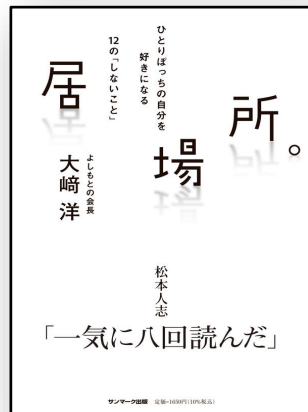 居場所。
ひとりぼっちの自分を
好きになる
12の「しないこと」
よしもとの会長
大﨑洋
松本人志
「一気に八回読んだ」
サンマーク出版 定価=1650円(10%税込)